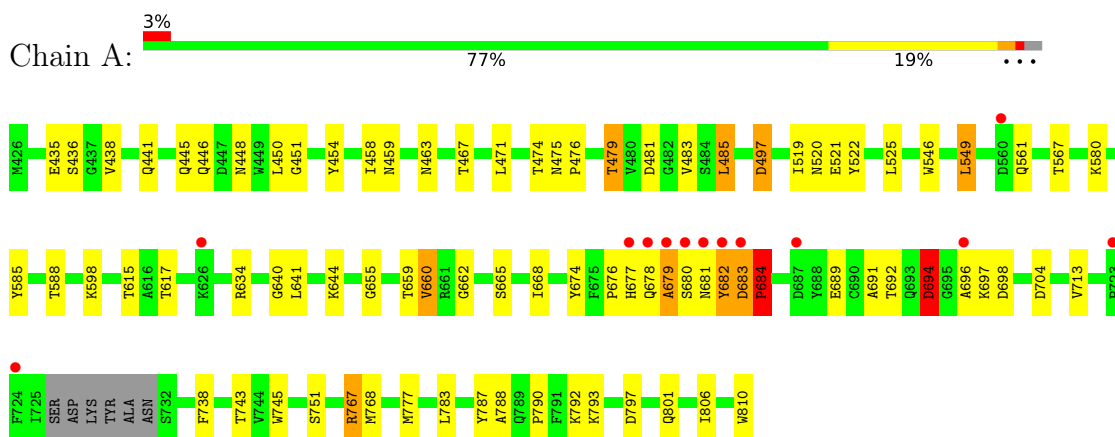 3%
Chain A:
77% 19% • • •
M426 E435 S436 G437 V438 Q441 Q445 Q446 D447 N448 W449 L450 G451 Y454 I458 N459 N463 T467 L471 T474 N475 P476 T479 V480 D481 G482 V483 S484 L485 D497 I519 N520 E521 Y522 L525 W546 L549 D560 Q561 T567 K580
Y585 T588 K598 T615 A616 T617 K626 R634 G640 L641 K644 G655 T659 V660 R661 G662 S665 I668 Y674 F675 P676 H677 Q678 A679 S680 N681 Y682 D683 P684 D687 Y688 E689 C690 A691 T692 Q693 D694 G695 A696 K697 D698 D704 V713
F724 I725 SER ASP LYS TYR ALA ASN S732 F738 T743 V744 W745 S751 R767 M768 M777 L783 Y787 A788 Q789 P790 F791 K792 K793 D797 Q801 I806 W810